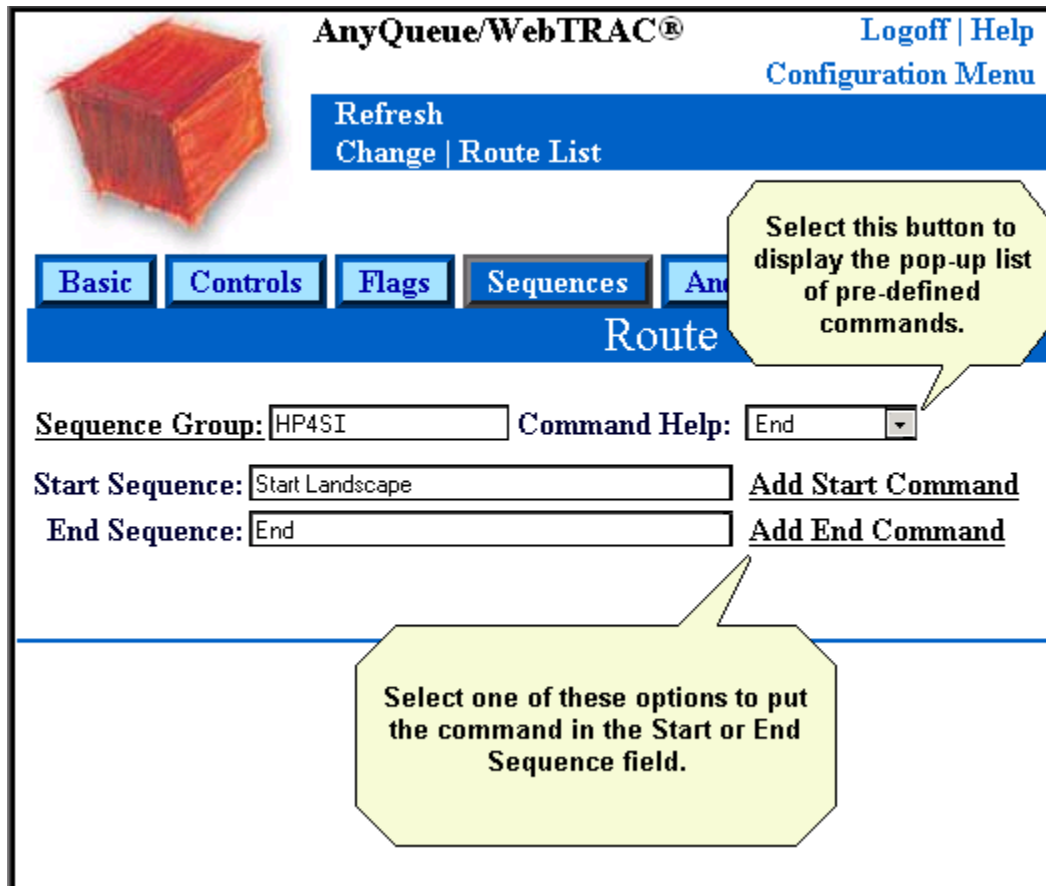 AnyQueue/WebTRAC®
Logoff | Help
Configuration Menu
Refresh
Change | Route List
Select this button to
display the pop-up list
of pre-defined
commands.
Basic Controls Flags Sequences
Route
Sequence Group: HP4SI Command Help: End
Start Sequence: Start Landscape Add Start Command
End Sequence: End Add End Command
Select one of these options to put
the command in the Start or End
Sequence field.